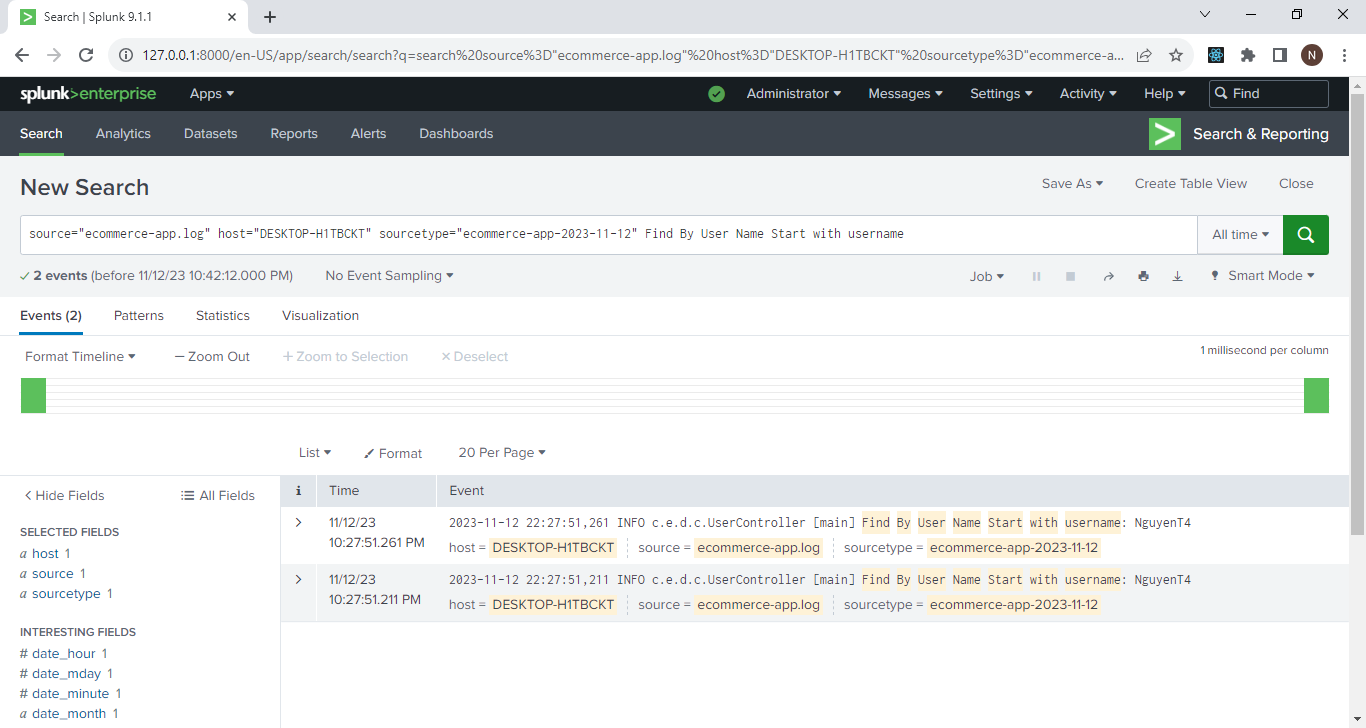 Search | Splunk 9.1.1
127.0.0.1:8000/en-US/app/search/search?q=search%20source%3D"ecommerce-app.log"%20host%3D"DESKTOP-H1TBCKT"%20sourcetype%3D"ecommerce-a...
N
splunk>enterprise Apps Administrator Messages Settings Activity Help Find
Search Analytics Datasets Reports Alerts Dashboards > Search & Reporting
New Search Save As Create Table View Close
source="ecommerce-app.log" host="DESKTOP-H1TBCKT" sourcetype="ecommerce-app-2023-11-12" Find By User Name Start with username All time
✓ 2 events (before 11/12/23 10:42:12.000 PM) No Event Sampling Job Smart Mode
Events (2) Patterns Statistics Visualization
Format Timeline — Zoom Out + Zoom to Selection × Deselect 1 millisecond per column
List Format 20 Per Page
< Hide Fields All Fields
i Time Event
SELECTED FIELDS
a host 1
a source 1
a sourcetype 1
INTERESTING FIELDS
# date_hour 1
# date_mday 1
# date_minute 1
a date_month 1
> 11/12/23 2023-11-12 22:27:51,261 INFO c.e.d.c.UserController [main] Find By User Name Start with username: NguyenT4
10:27:51.261 PM host = DESKTOP-H1TBCKT source = ecommerce-app.log sourcetype = ecommerce-app-2023-11-12
> 11/12/23 2023-11-12 22:27:51,211 INFO c.e.d.c.UserController [main] Find By User Name Start with username: NguyenT4
10:27:51.211 PM host = DESKTOP-H1TBCKT source = ecommerce-app.log sourcetype = ecommerce-app-2023-11-12